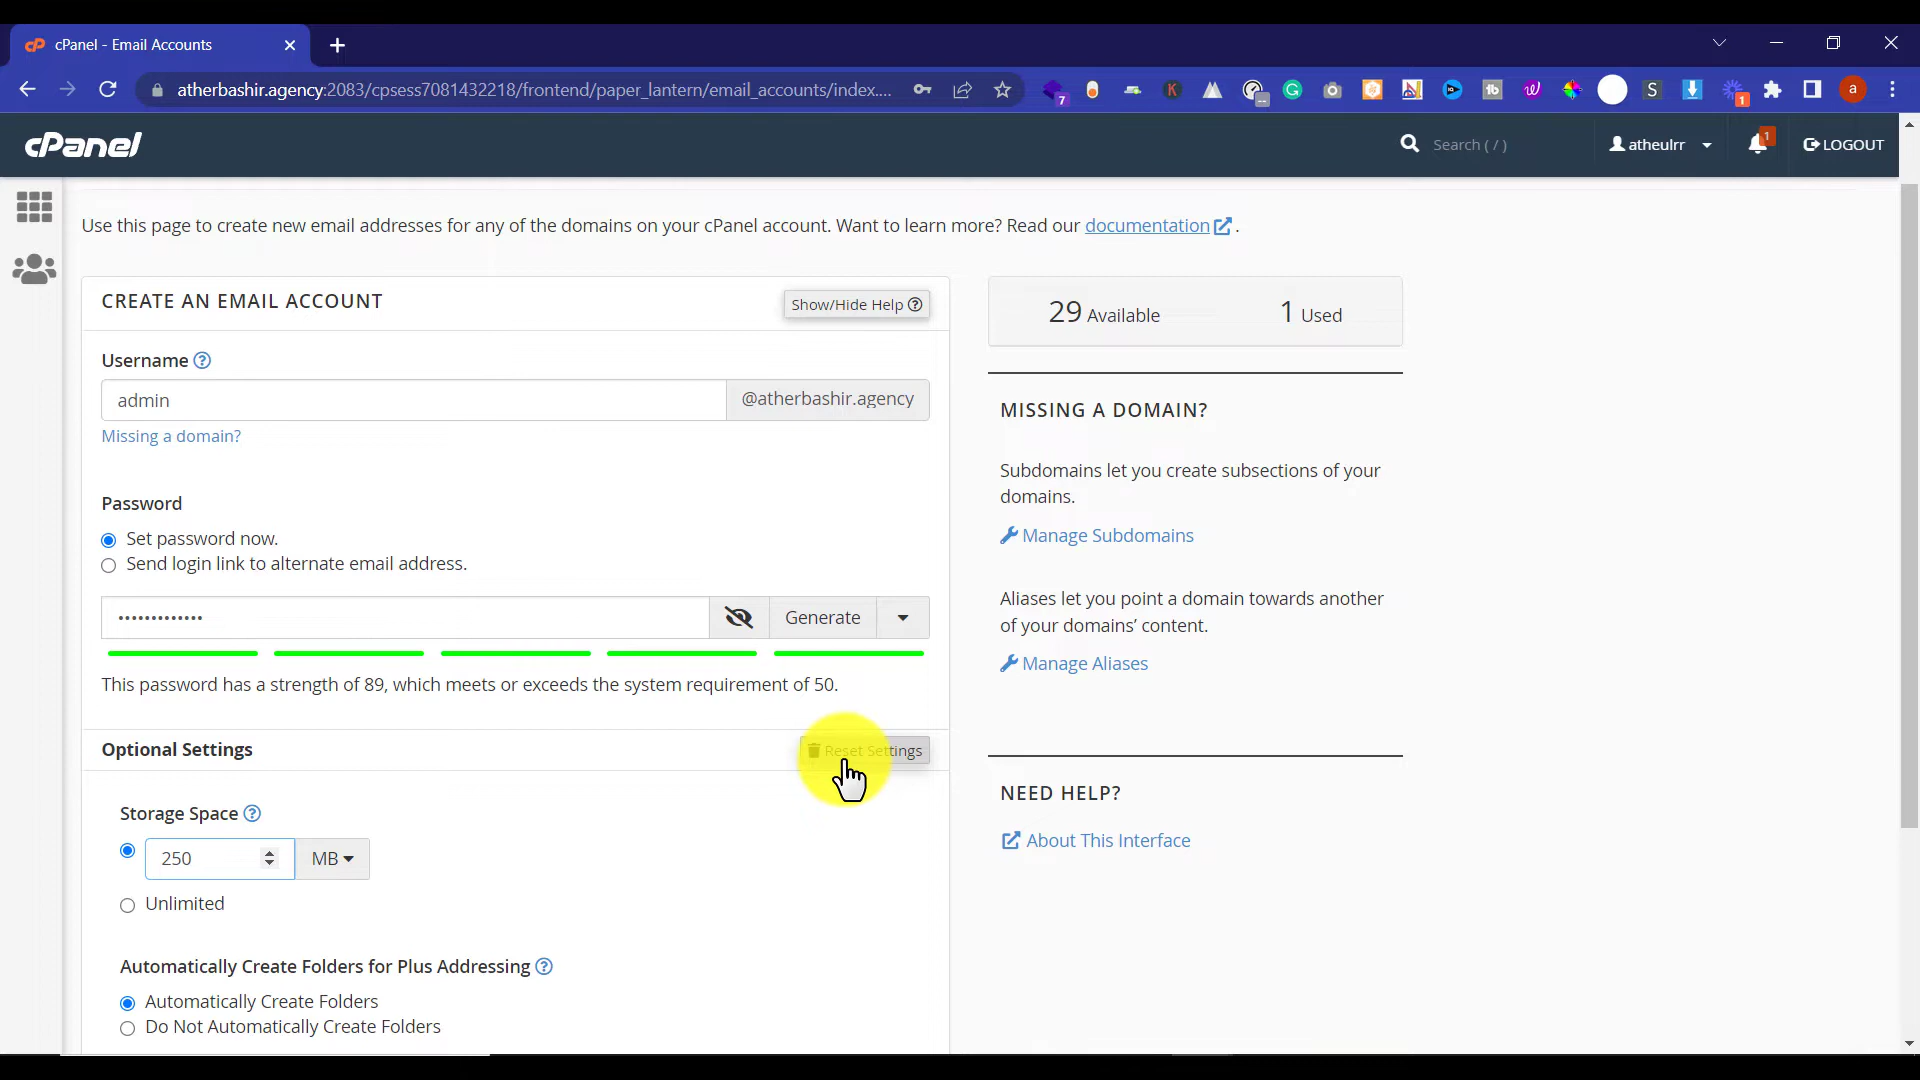 cPanel - Email Accounts
atherbashir.agency:2083/cpsess7081432218/frontend/paper_lantern/email_accounts/index....
7
K
S
1
a
cPanel
Search ( / )
atheulrr
1
LOGOUT
Use this page to create new email addresses for any of the domains on your cPanel account. Want to learn more? Read our documentation .
CREATE AN EMAIL ACCOUNT
Show/Hide Help
29 Available
1 Used
Username
admin
@atherbashir.agency
Missing a domain?
Password
Set password now.
Send login link to alternate email address.
•••••••••••••
Generate
This password has a strength of 89, which meets or exceeds the system requirement of 50.
Optional Settings
Reset Settings
Storage Space
250
MB
Unlimited
Automatically Create Folders for Plus Addressing
Automatically Create Folders
Do Not Automatically Create Folders
MISSING A DOMAIN?
Subdomains let you create subsections of your
domains.
Manage Subdomains
Aliases let you point a domain towards another
of your domains’ content.
Manage Aliases
NEED HELP?
About This Interface